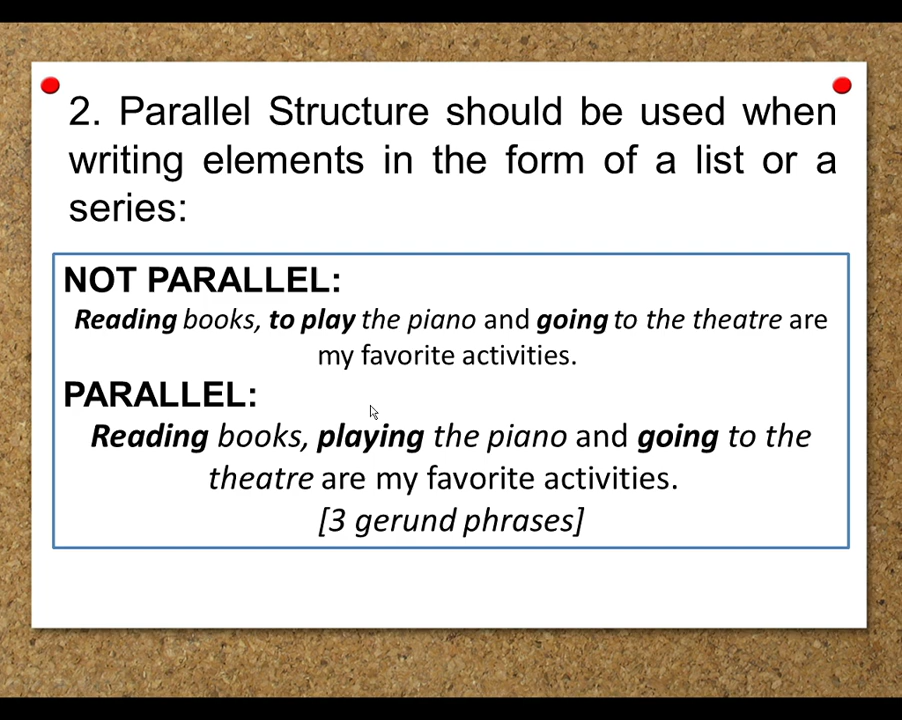 2. Parallel Structure should be used when
writing elements in the form of a list or a
series:
NOT PARALLEL:
Reading books, to play the piano and going to the theatre are
my favorite activities.
PARALLEL:
Reading books, playing the piano and going to the
theatre are my favorite activities.
[3 gerund phrases]